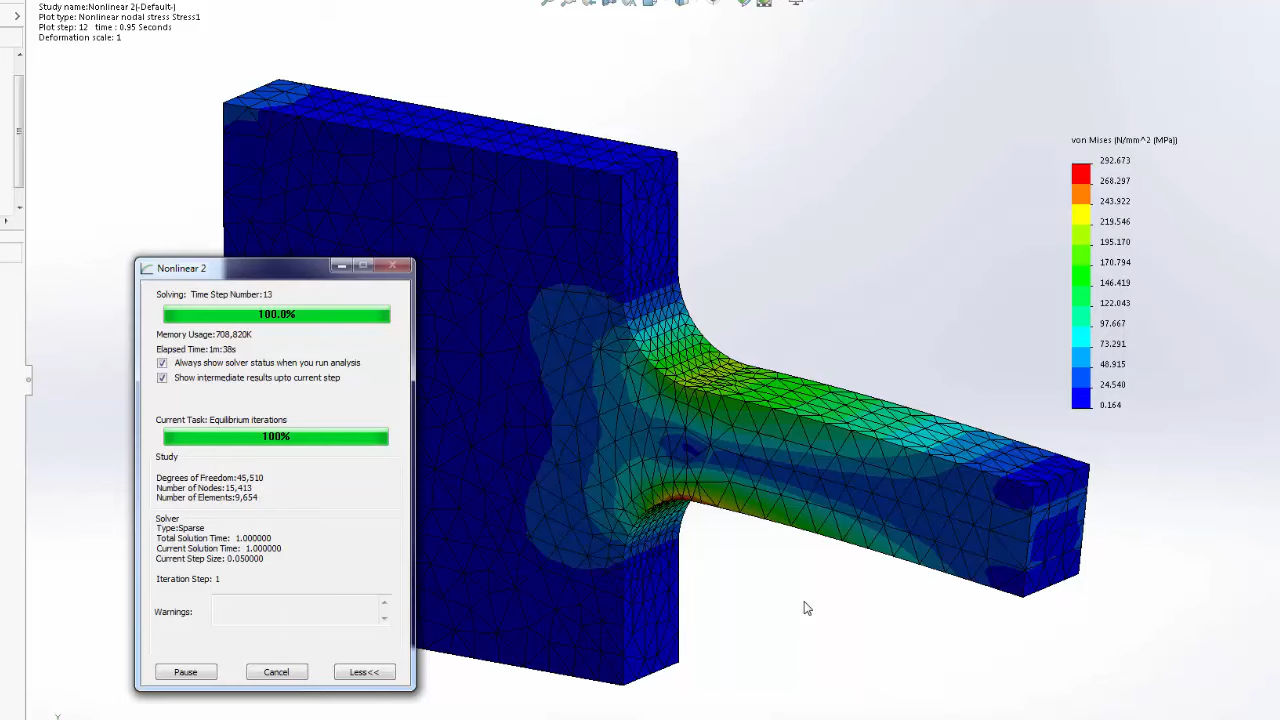 Study name:Nonlinear 2(-Default-)
Plot type: Nonlinear nodal stress Stress1
Plot step: 12 time : 0.95 Seconds
Deformation scale: 1
von Mises (N/mm^2 (MPa))
292.673
268.297
243.922
219.546
195.170
170.794
146.419
122.043
97.667
73.291
48.915
24.540
0.164
Nonlinear 2
Solving: Time Step Number:13
100.0%
Memory Usage:708,820K
Elapsed Time:1m:38s
Always show solver status when you run analysis
Show intermediate results upto current step
Current Task: Equilibrium iterations
100%
Study
Degrees of Freedom:45,510
Number of Nodes:15,413
Number of Elements:9,654
Solver
Type:Sparse
Total Solution Time: 1.000000
Current Solution Time: 1.000000
Current Step Size: 0.050000
Iteration Step: 1
Warnings:
Pause
Cancel
Less<<